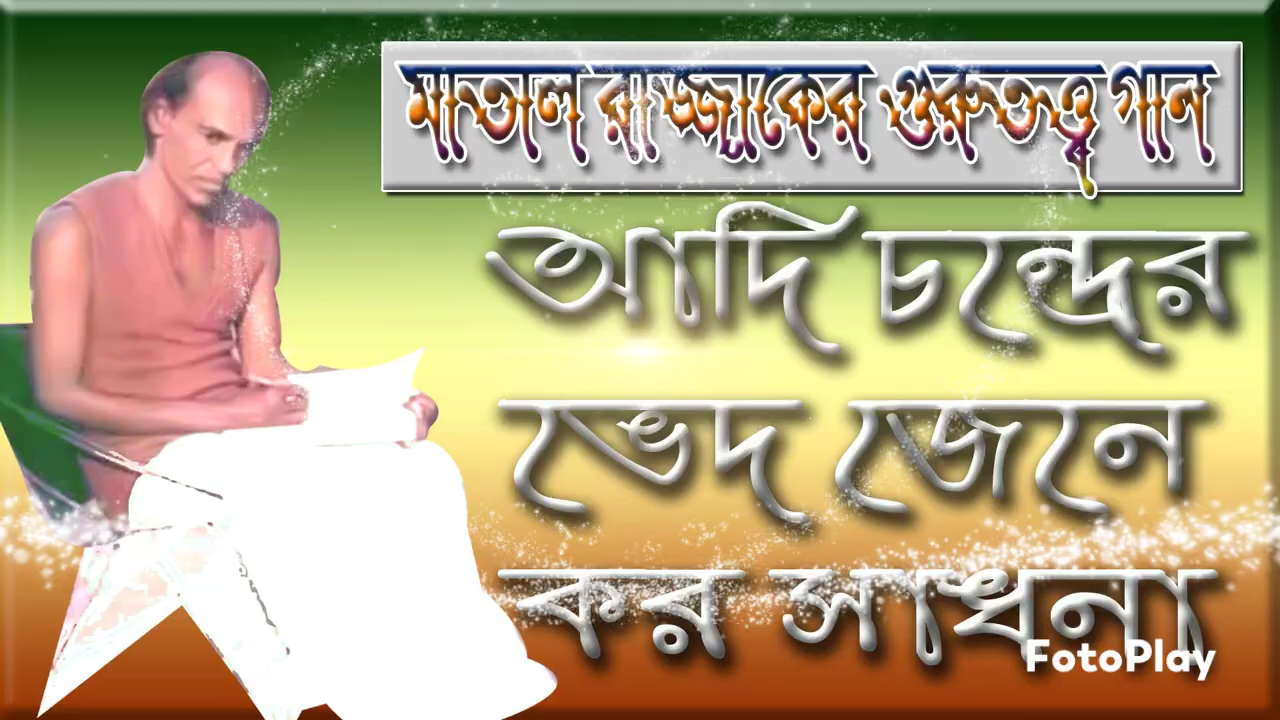 মাতাল রাজ্জাকের গুরুতত্ত্ব গান
আদি চন্দ্রের
ভেদ জেনে
কর সাধনা
FotoPlay